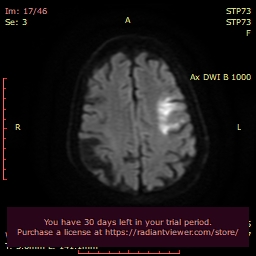 Im: 17/46
Se: 3
STP73
STP73
F
A
Ax DWI B 1000
R
L
You have 30 days left in your trial period.
Purchase a license at https://radiantviewer.com/store/